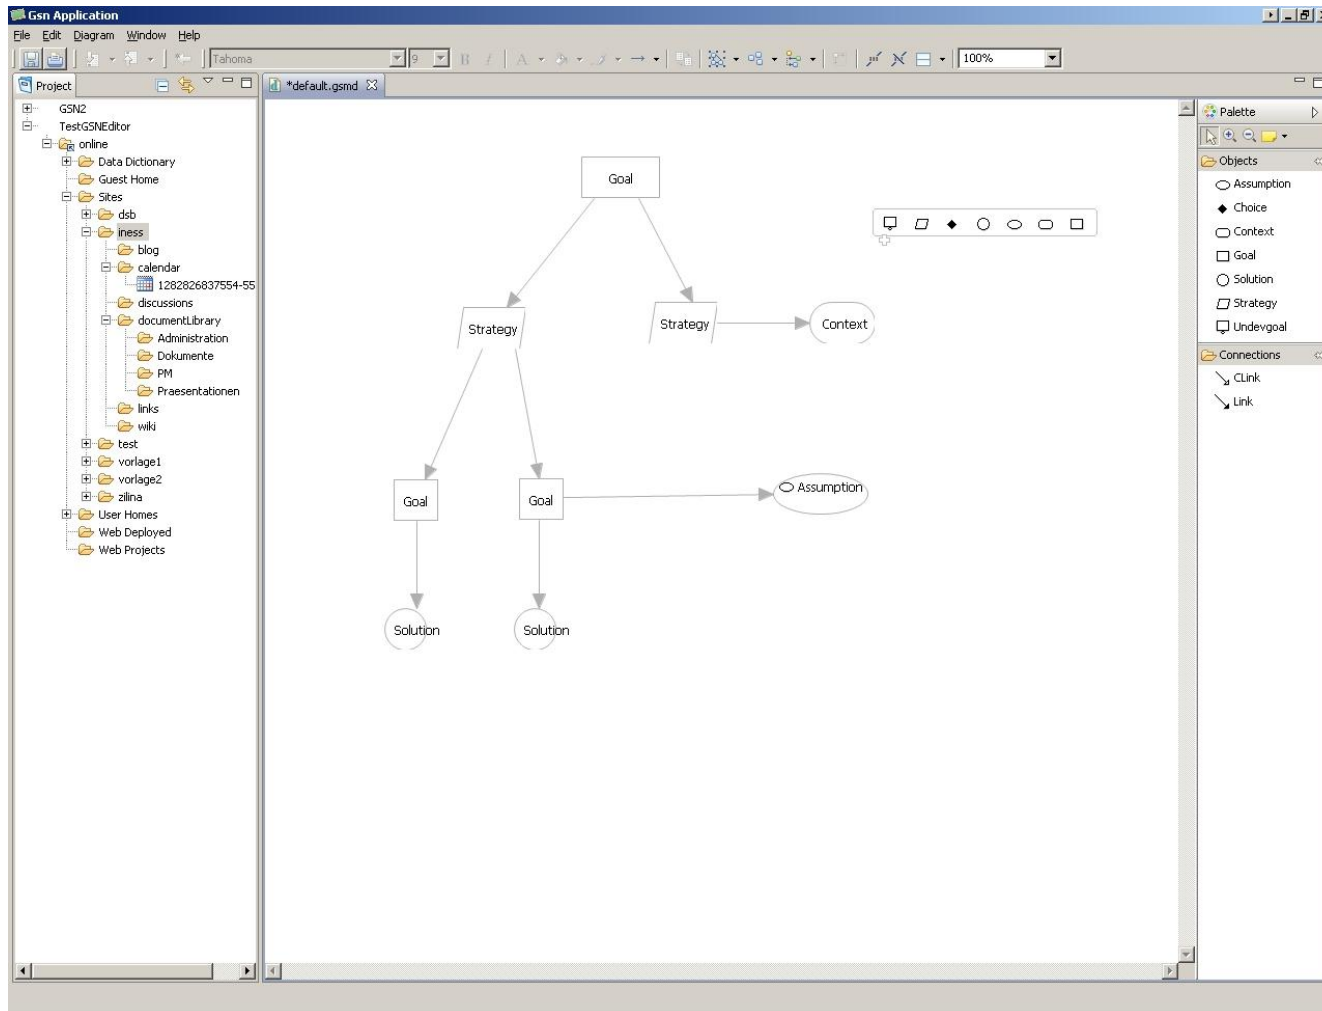 Gsn Application
File Edit Diagram Window Help
Tahoma 9 B I A 100%
Project
*default.gsmd
GSN2
TestGSNEditor
online
Data Dictionary
Guest Home
Sites
dsb
iness
blog
calendar
1282826837554-55
discussions
documentLibrary
Administration
Dokumente
PM
Praesentationen
links
wiki
test
vorlage1
vorlage2
zilina
User Homes
Web Deployed
Web Projects
Goal
Strategy
Strategy
Context
Goal
Goal
Assumption
Solution
Solution
Palette
Objects
Assumption
Choice
Context
Goal
Solution
Strategy
Undevgoal
Connections
CLink
Link